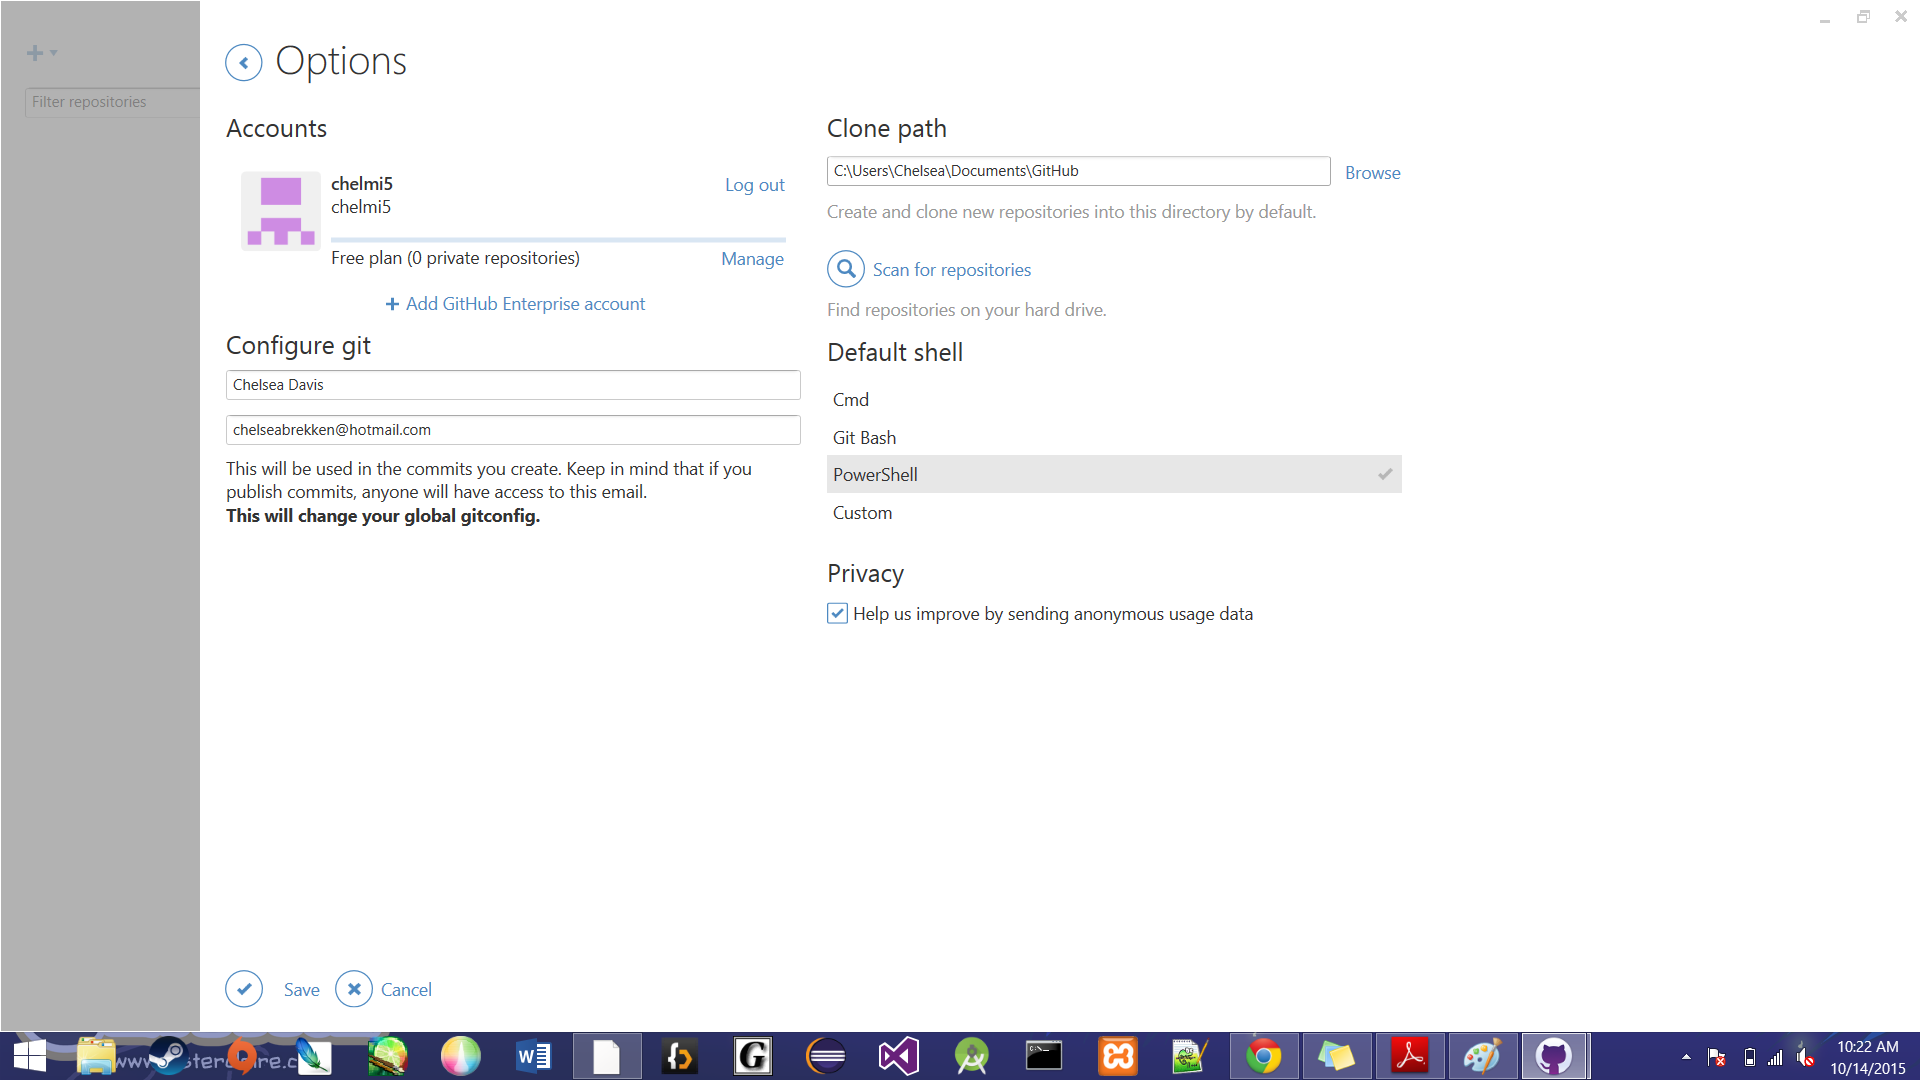 Options
Filter repositories
Accounts
chelmi5
chelmi5
Log out
Free plan (0 private repositories)
Manage
+ Add GitHub Enterprise account
Configure git
Chelsea Davis
chelseabrekken@hotmail.com
This will be used in the commits you create. Keep in mind that if you
publish commits, anyone will have access to this email.
This will change your global gitconfig.
Clone path
C:\Users\Chelsea\Documents\GitHub
Browse
Create and clone new repositories into this directory by default.
Scan for repositories
Find repositories on your hard drive.
Default shell
Cmd
Git Bash
PowerShell
Custom
Privacy
Help us improve by sending anonymous usage data
Save
Cancel
10:22 AM
10/14/2015